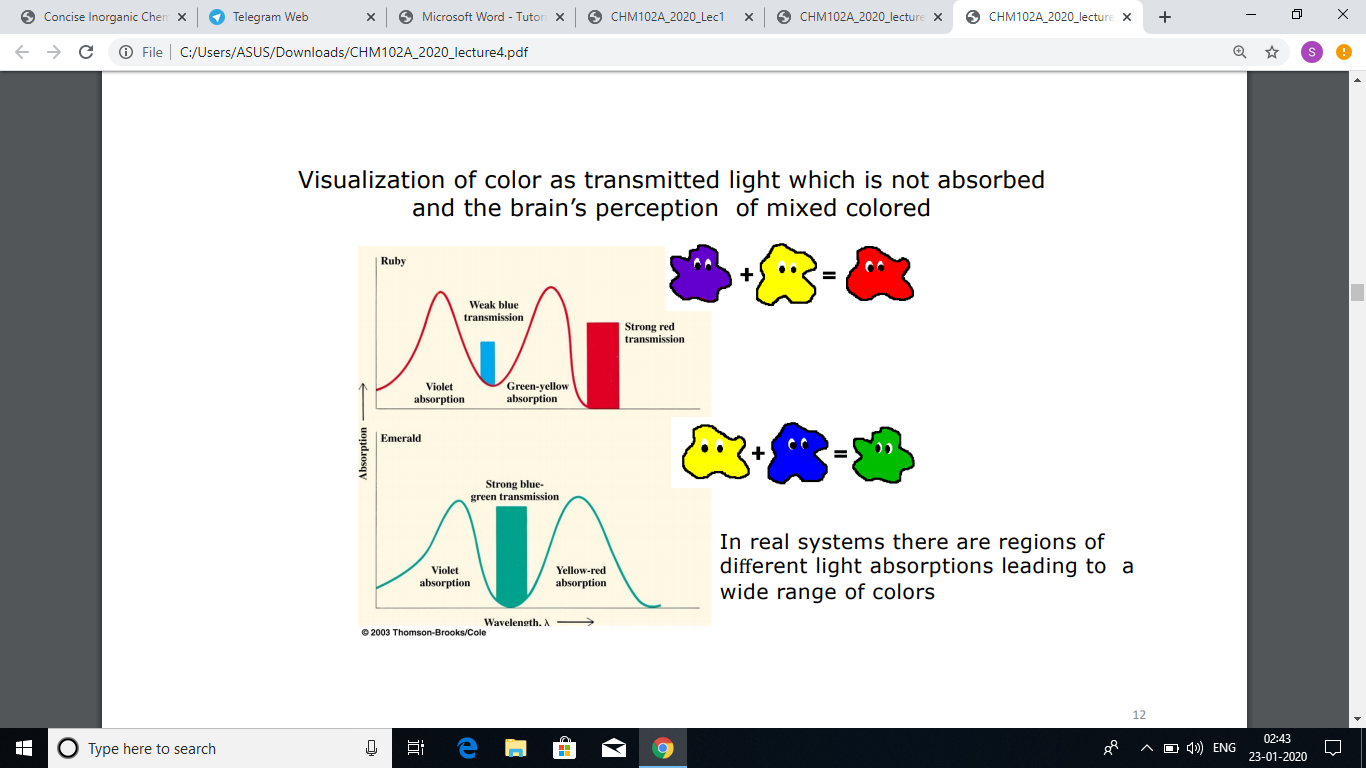 Concise Inorganic Chen
Telegram Web
Microsoft Word - Tutori
CHM102A_2020_Lec1
CHM102A_2020_lecture
CHM102A_2020_lecture
File
C:/Users/ASUS/Downloads/CHM102A_2020_lecture4.pdf
S
Visualization of color as transmitted light which is not absorbed
and the brain’s perception of mixed colored
Ruby
Weak blue
transmission
Strong red
transmission
Violet
absorption
Green-yellow
absorption
+
=
Absorption
Emerald
Strong blue-
green transmission
Violet
absorption
Yellow-red
absorption
Wavelength, λ
© 2003 Thomson-Brooks/Cole
+
=
In real systems there are regions of
different light absorptions leading to a
wide range of colors
12
Type here to search
ENG
02:43
23-01-2020